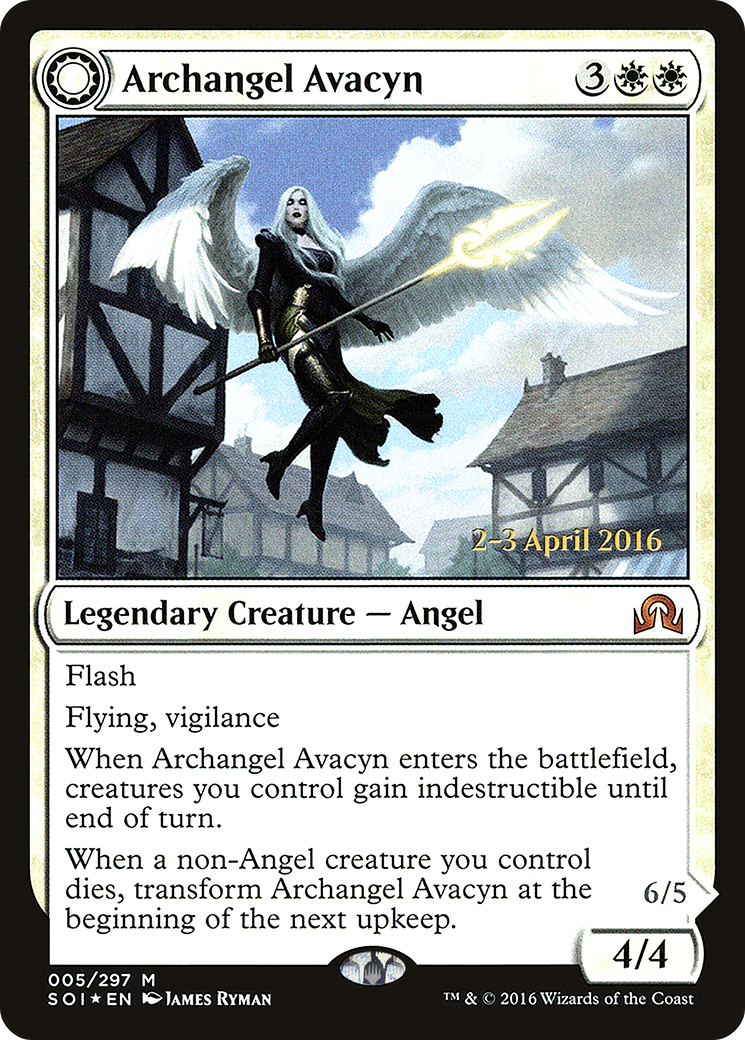 Archangel Avacyn 3
2–3 April 2016
Legendary Creature — Angel
Flash
Flying, vigilance
When Archangel Avacyn enters the battlefield,
creatures you control gain indestructible until
end of turn.
When a non-Angel creature you control
dies, transform Archangel Avacyn at the
beginning of the next upkeep.
6/5
4/4
005/297 M
SOI★EN James Ryman
™ & © 2016 Wizards of the Coast